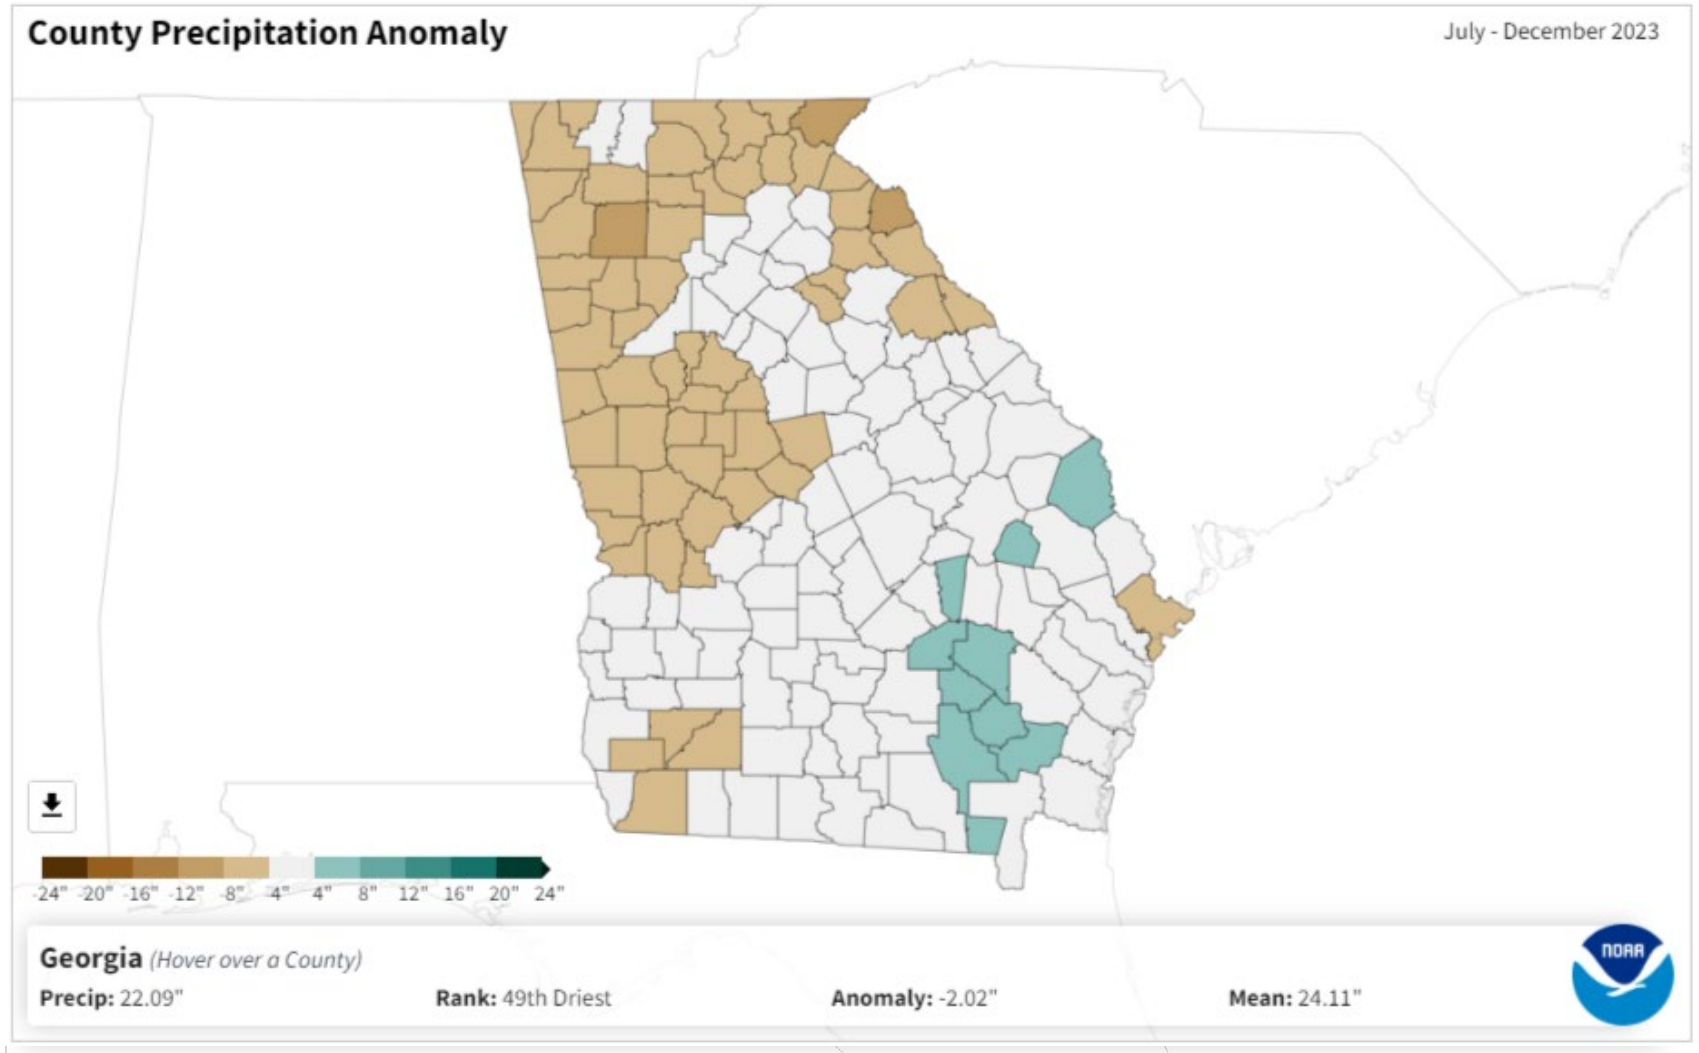 County Precipitation Anomaly
July - December 2023
-24" -20" -16" -12" -8" -4" 4" 8" 12" 16" 20" 24"
Georgia (Hover over a County)
Precip: 22.09" Rank: 49th Driest Anomaly: -2.02" Mean: 24.11"
NOAA